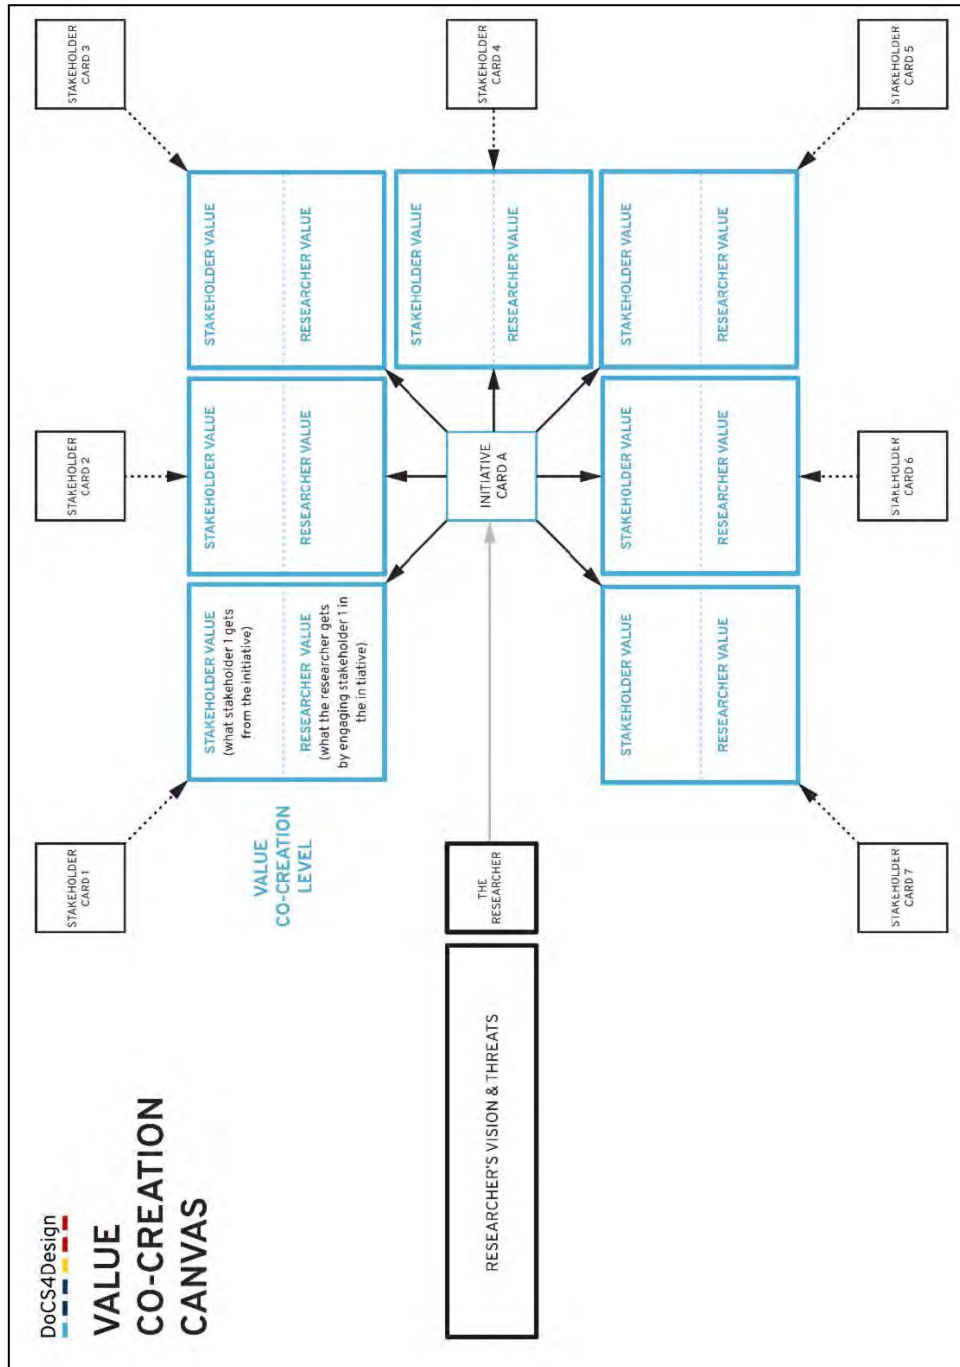 DoCS4Design
VALUE
CO-CREATION
CANVAS
STAKEHOLDER
CARD 1
STAKEHOLDER
CARD 2
STAKEHOLDER
CARD 3
VALUE
CO-CREATION
LEVEL
STAKEHOLDER VALUE
(what stakeholder 1 gets
from the initiative)
RESEARCHER VALUE
(what the researcher gets
by engaging stakeholder 1 in
the in tiative)
STAKEHOLDER VALUE
RESEARCHER VALUE
STAKEHOLDER VALUE
RESEARCHER VALUE
RESEARCHER'S VISION & THREATS
THE
RESEARCHER
INITIATIVE
CARD A
STAKEHOLDER VALUE
RESEARCHER VALUE
STAKEHOLDER
CARD 4
STAKEHOLDER VALUE
RESEARCHER VALUE
STAKEHOLDER VALUE
RESEARCHER VALUE
STAKEHOLDER VALUE
RESEARCHER VALUE
STAKEHOLDER
CARD 7
STAKEHOLDER
CARD 6
STAKEHOLDER
CARD 5